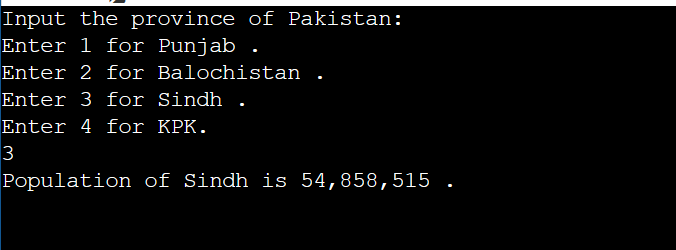 Input the province of Pakistan:
Enter 1 for Punjab .
Enter 2 for Balochistan .
Enter 3 for Sindh .
Enter 4 for KPK.
3
Population of Sindh is 54,858,515 .